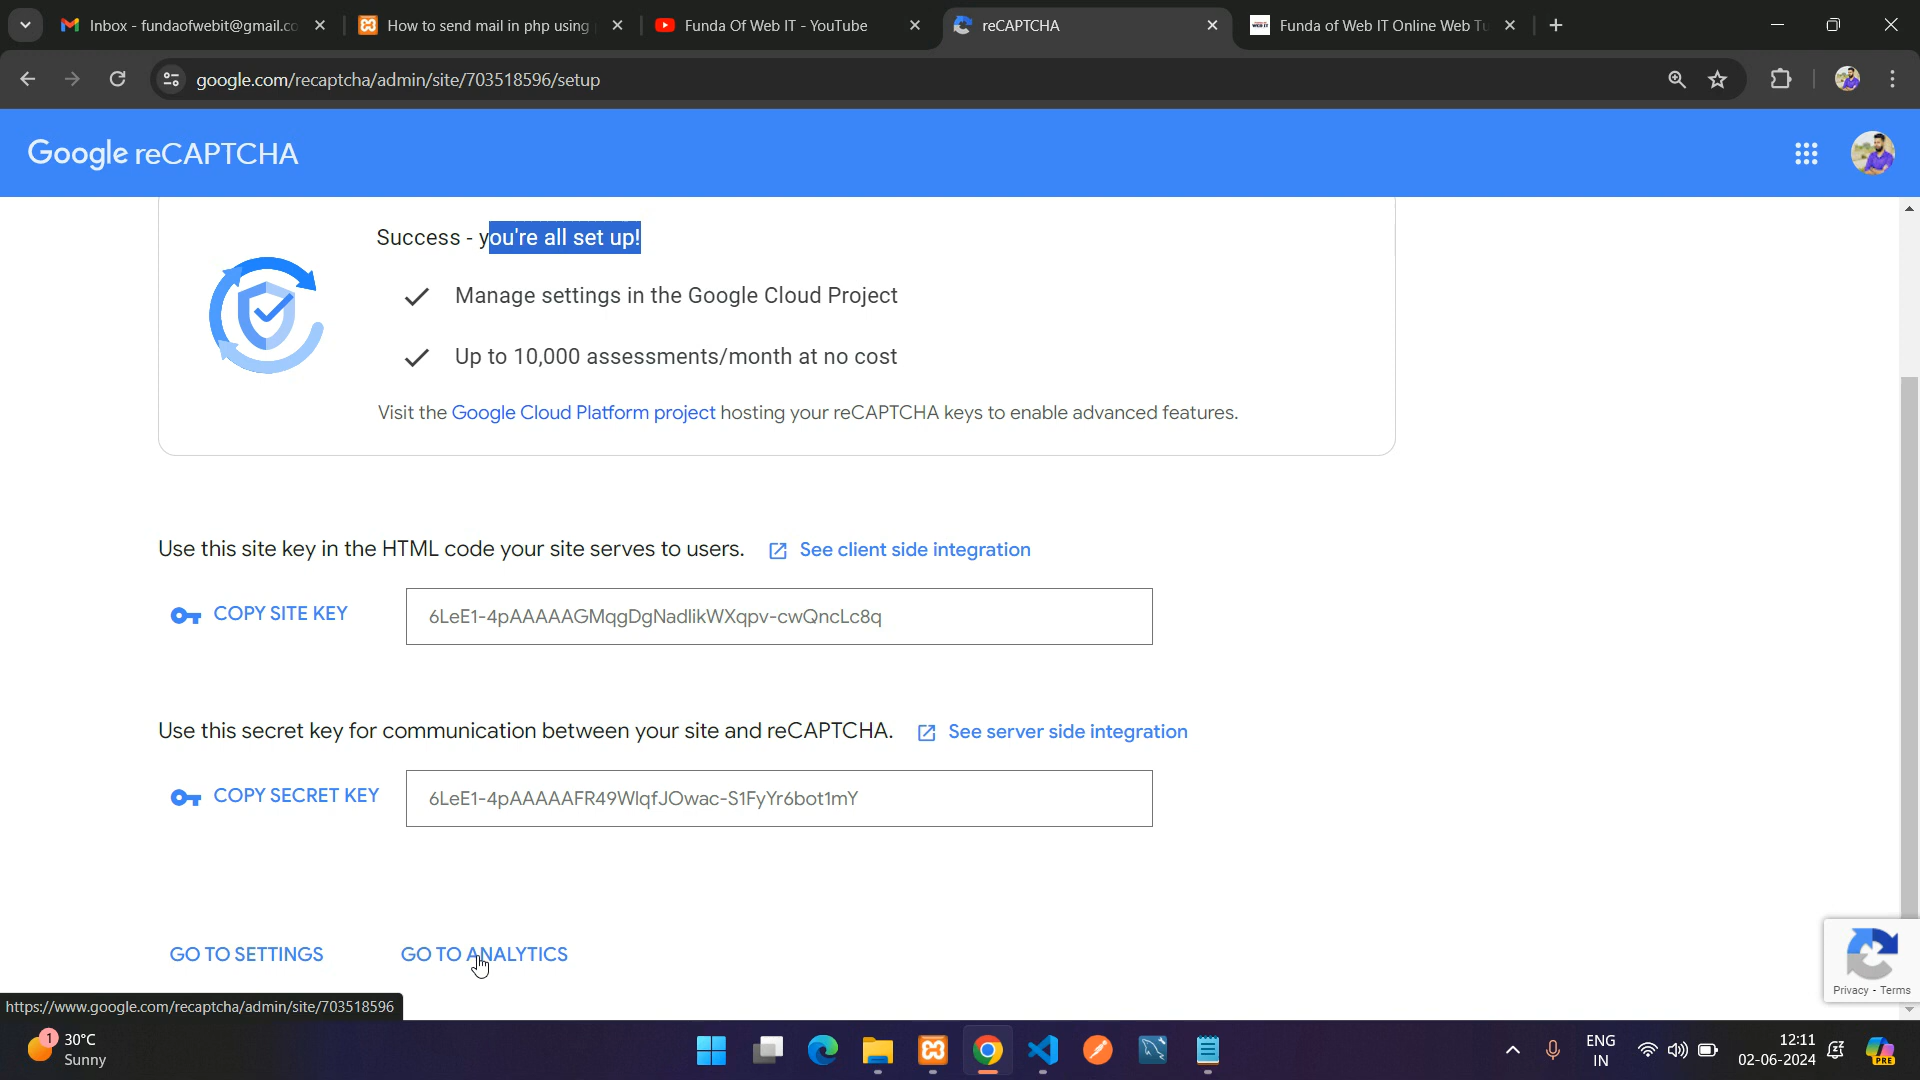 Inbox - fundaofwebit@gmail.co
How to send mail in php using
Funda Of Web IT - YouTube
reCAPTCHA
Funda of Web IT Online Web Tu
google.com/recaptcha/admin/site/703518596/setup
Google reCAPTCHA
Success - you're all set up!
Manage settings in the Google Cloud Project
Up to 10,000 assessments/month at no cost
Visit the Google Cloud Platform project hosting your reCAPTCHA keys to enable advanced features.
Use this site key in the HTML code your site serves to users. See client side integration
COPY SITE KEY 6LeE1-4pAAAAAGMqgDgNadlikWXqpv-cwQncLc8q
Use this secret key for communication between your site and reCAPTCHA. See server side integration
COPY SECRET KEY 6LeE1-4pAAAAAFR49WlqfJOwac-S1FyYr6bot1mY
GO TO SETTINGS GO TO ANALYTICS
Privacy - Terms
https://www.google.com/recaptcha/admin/site/703518596
1
30°C
Sunny
ENG
IN
12:11
02-06-2024
PRE